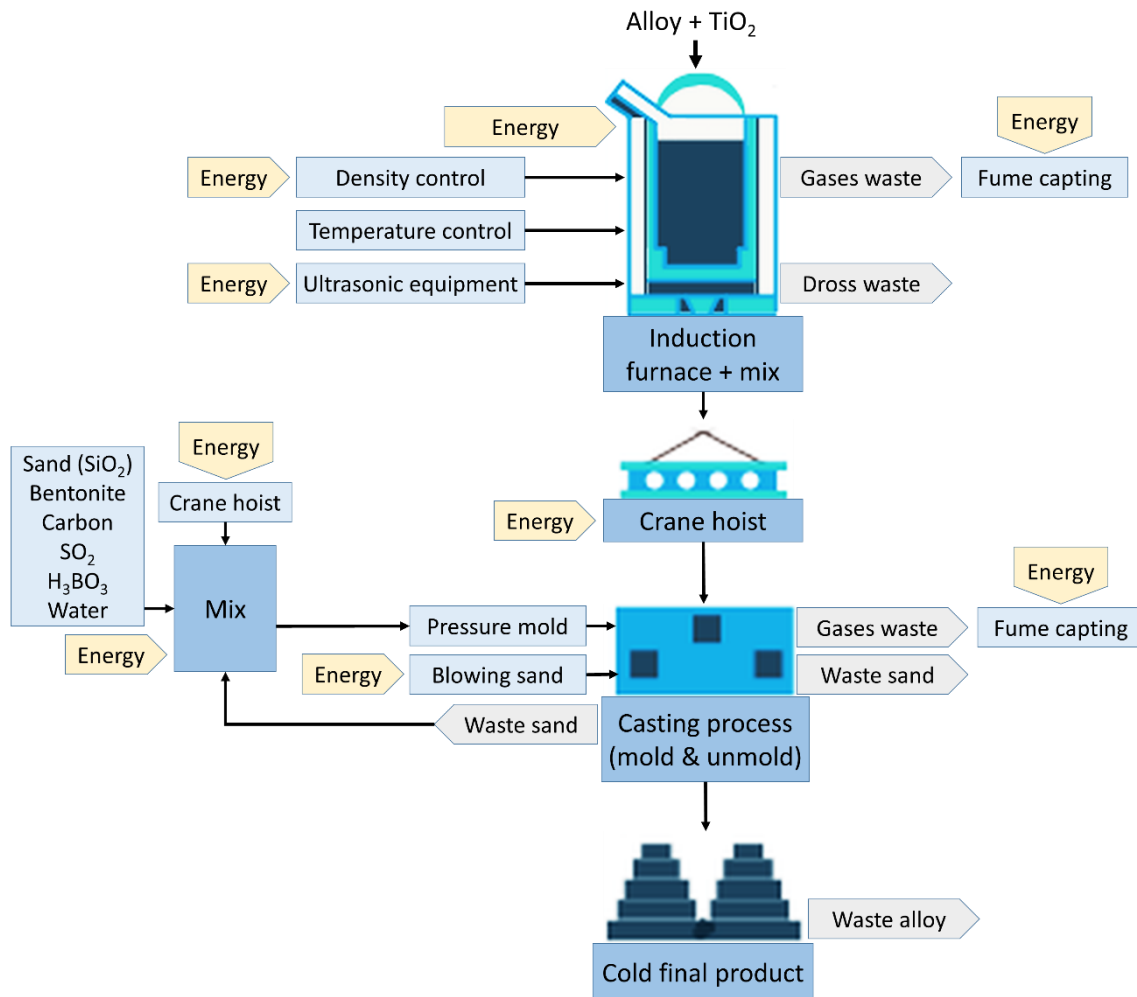 Alloy + TiO₂
Energy
Energy
Energy
Density control
Gases waste
Fume capting
Temperature control
Energy
Ultrasonic equipment
Dross waste
Induction
furnace + mix
Energy
Sand (SiO₂)
Bentonite
Carbon
SO₂
H₃BO₃
Water
Crane hoist
Energy
Crane hoist
Mix
Energy
Energy
Pressure mold
Gases waste
Fume capting
Energy
Blowing sand
Waste sand
Waste sand
Casting process
(mold & unmold)
Waste alloy
Cold final product